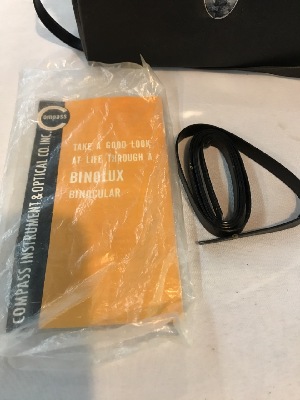 Compass
COMPASS INSTRUMENT & OPTICAL CO. INC.
TAKE A GOOD LOOK
AT LIFE THROUGH A
BINOLUX
BINOCULAR